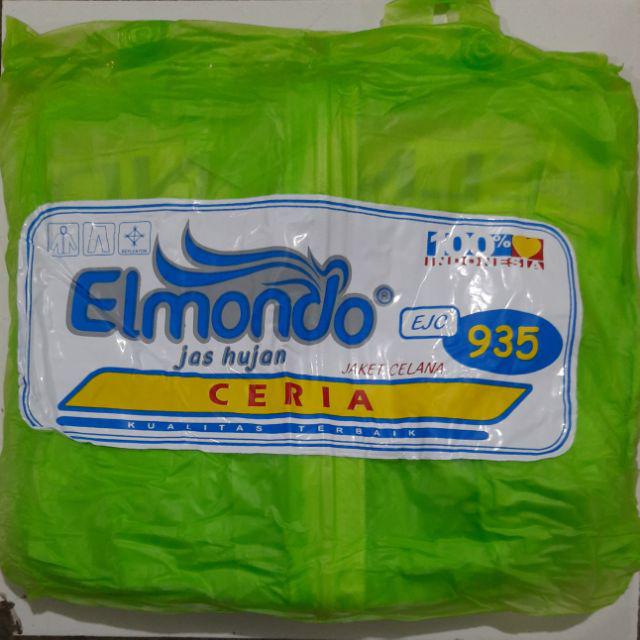 REFLEKTOR
100%
INDONESIA
Elmondo®
jas hujan
EJC 935
JAKET CELANA
CERIA
KUALITAS TERBAIK